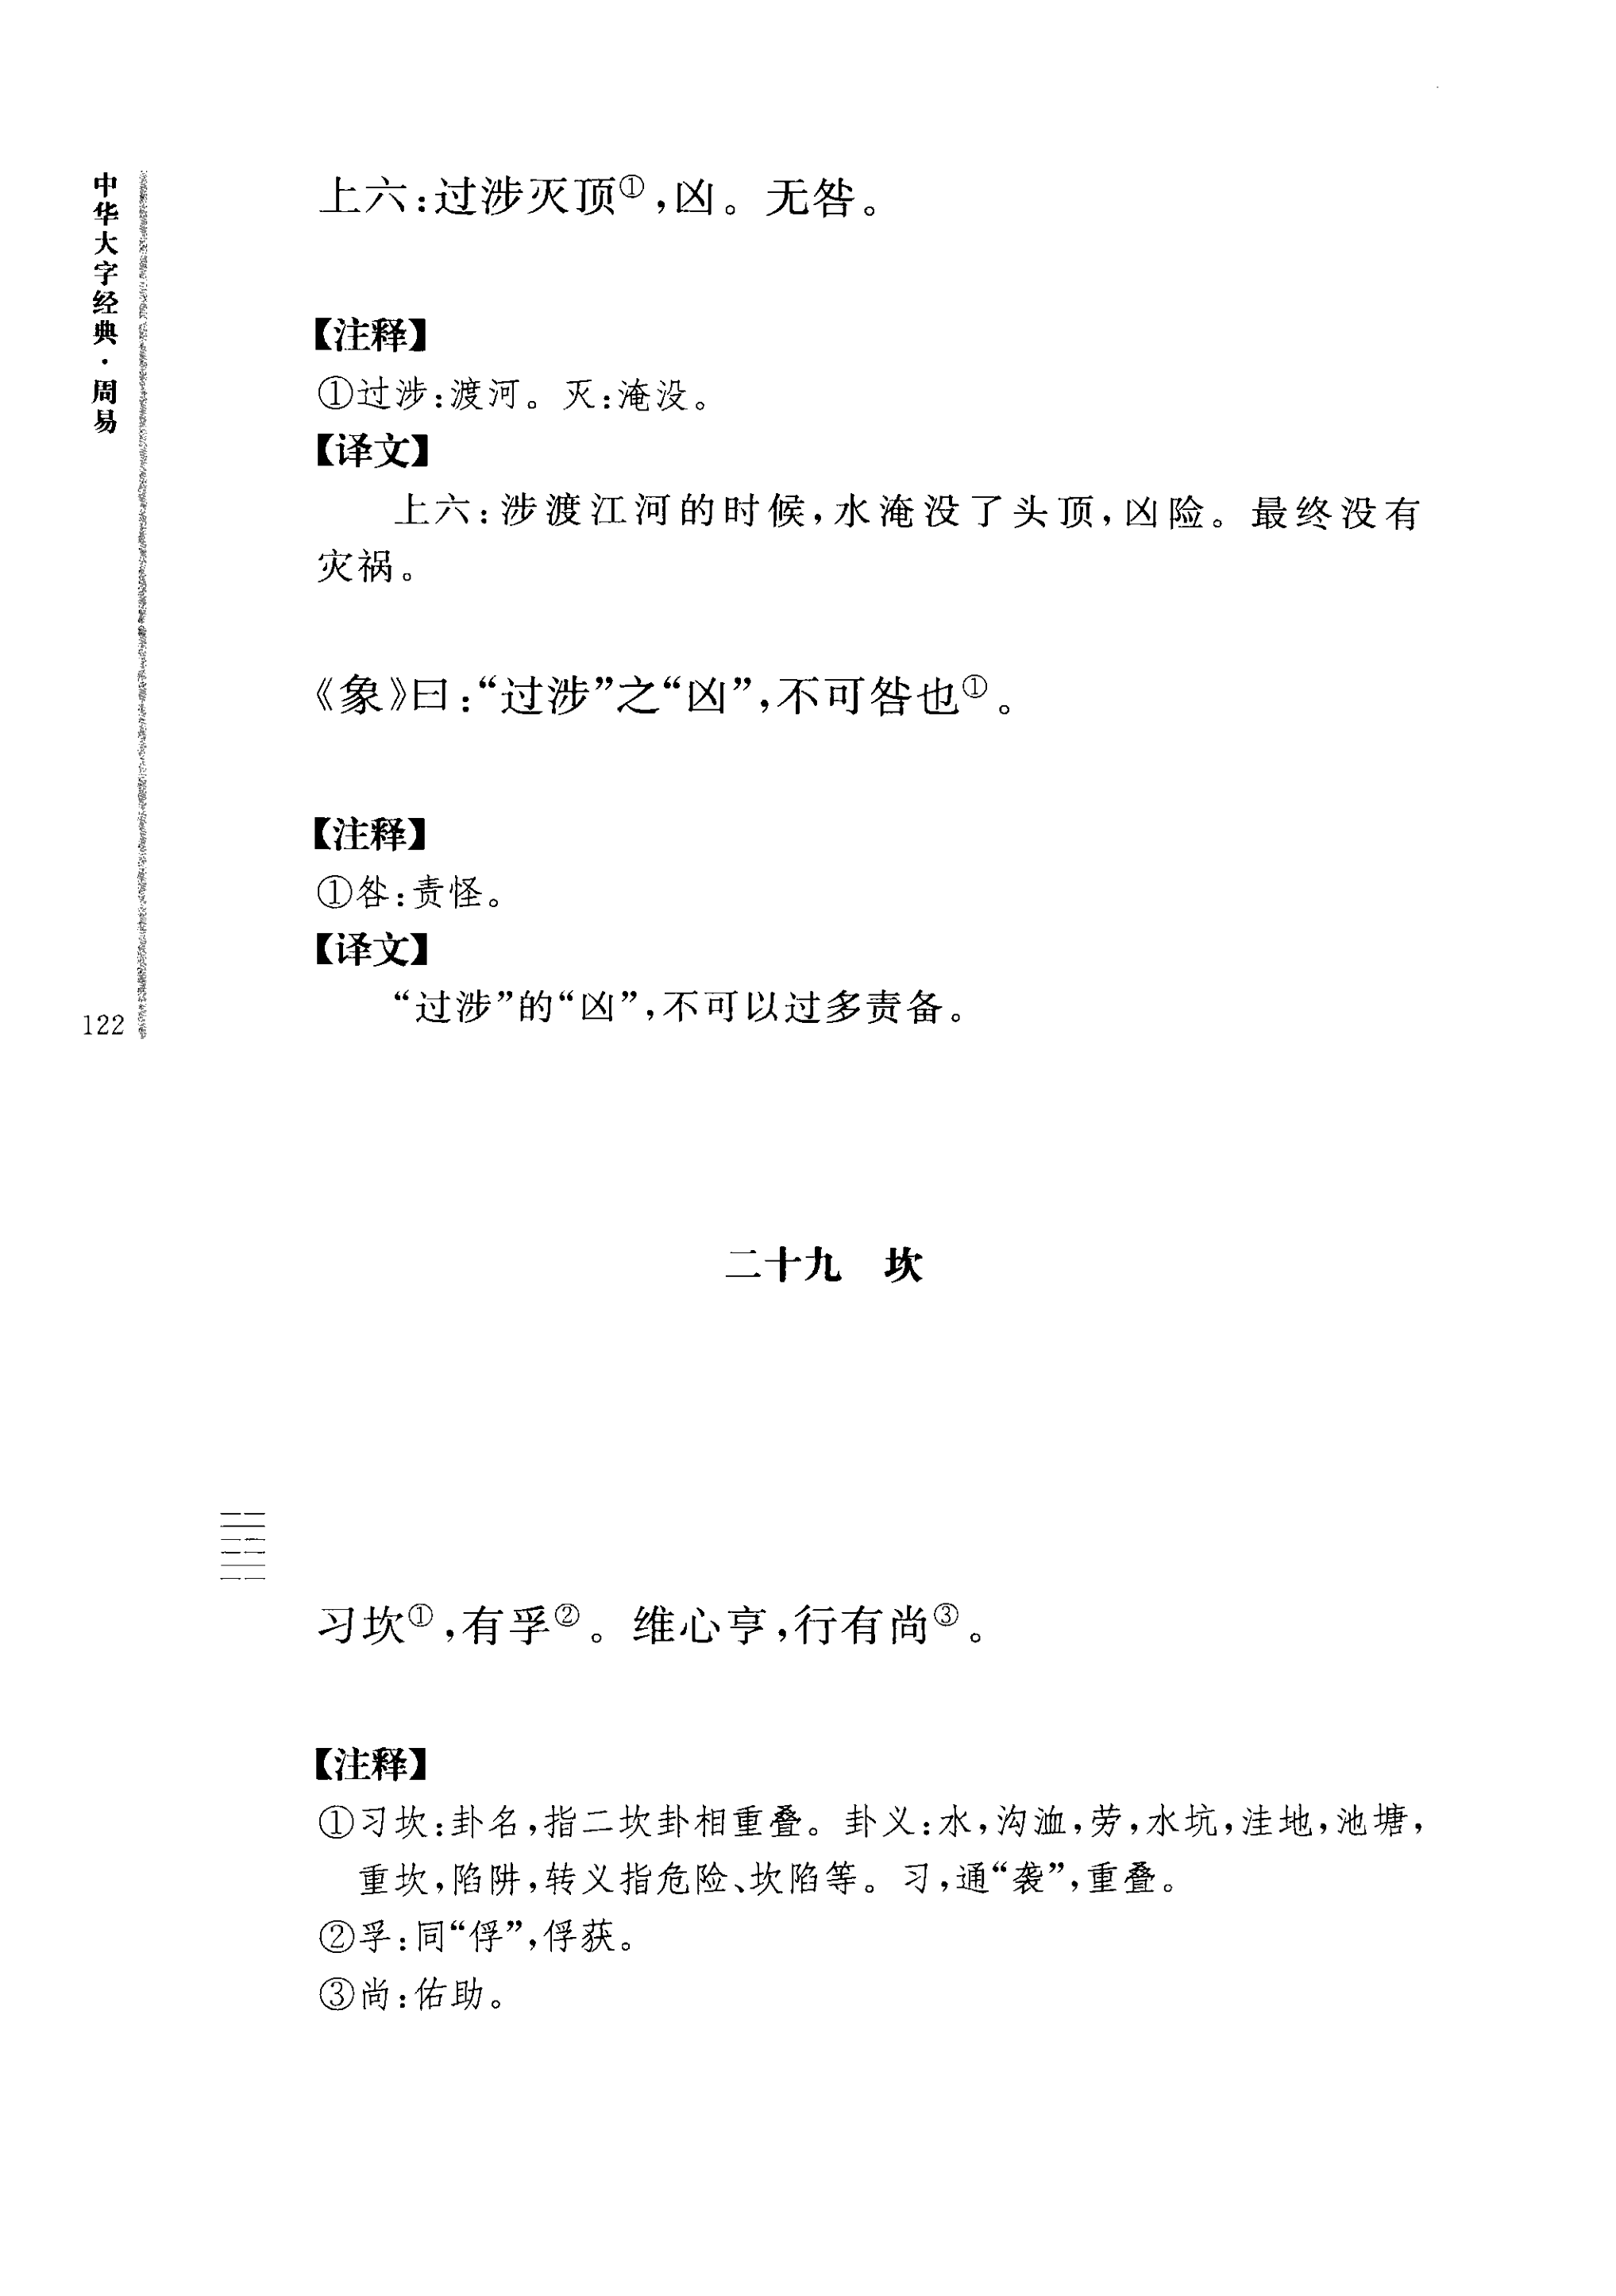 中华大字经典·周易
122
上六:过涉灭顶①,凶。无咎。
【注释】
①过涉:渡河。灭:淹没。
【译文】
上六:涉渡江河的时候,水淹没了头顶,凶险。最终没有
灾祸。
《象》曰:“过涉”之“凶”,不可咎也①。
【注释】
①咎:责怪。
【译文】
“过涉”的“凶”,不可以过多责备。
二十九　坎
习坎①,有孚②。维心亨,行有尚③。
【注释】
①习坎:卦名,指二坎卦相重叠。卦义:水,沟洫,劳,水坑,洼地,池塘,
重坎,陷阱,转义指危险、坎陷等。习,通“袭”,重叠。
②孚:同“俘”,俘获。
③尚:佑助。